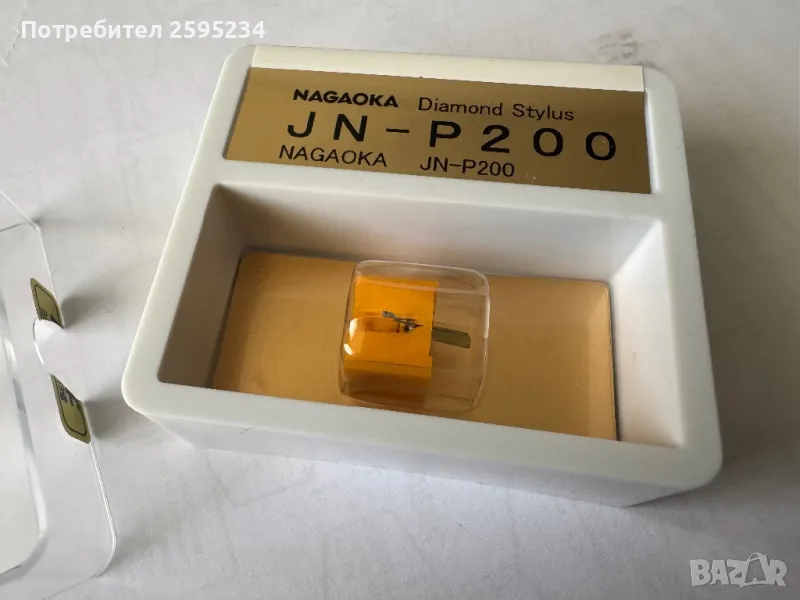 Потребител 2595234
NAGAOKA Diamond Stylus
JN-P200
NAGAOKA JN-P200
BAZAR